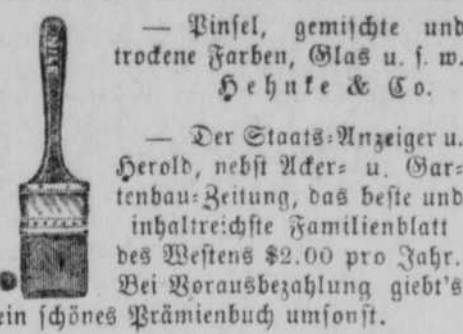 — Pinsel, gemischte und
trockene Farben, Glas u. s. w.
Hehnke & Co.
— Der Staats-Anzeiger u.
Herold, nebst Acker- u. Gar-
tenbau-Zeitung, das beste und
inhaltreichste Familienblatt
des Westens $2.00 pro Jahr.
Bei Vorausbezahlung giebt's
ein schönes Prämienbuch umsonst.